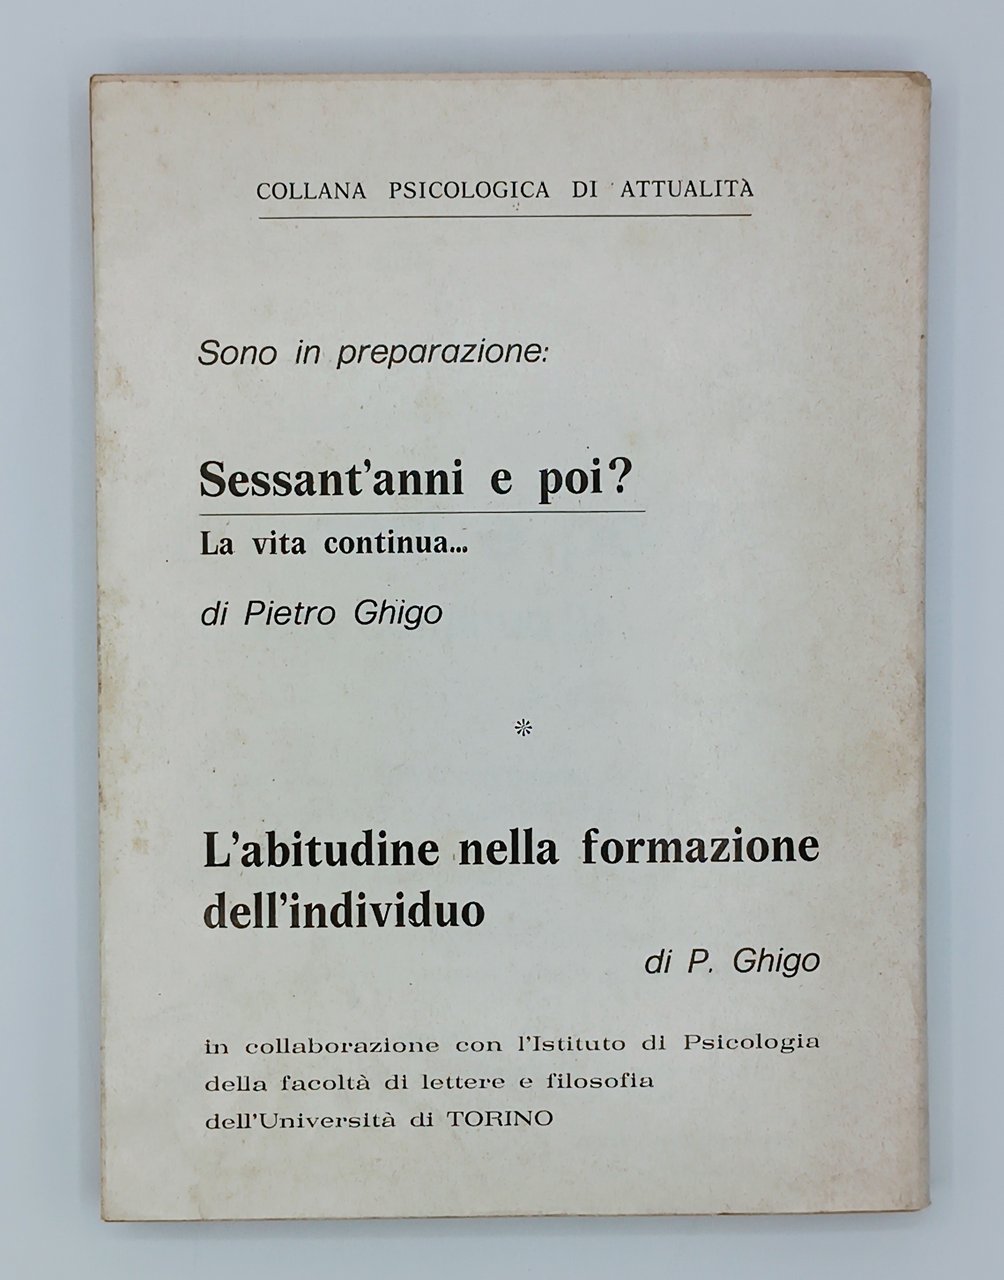 COLLANA PSICOLOGICA DI ATTUALITÀ
Sono in preparazione:
Sessant'anni e poi?
La vita continua...
di Pietro Ghigo
*
L'abitudine nella formazione
dell'individuo
di P. Ghigo
in collaborazione con l'Istituto di Psicologia
della facoltà di lettere e filosofia
dell'Università di TORINO